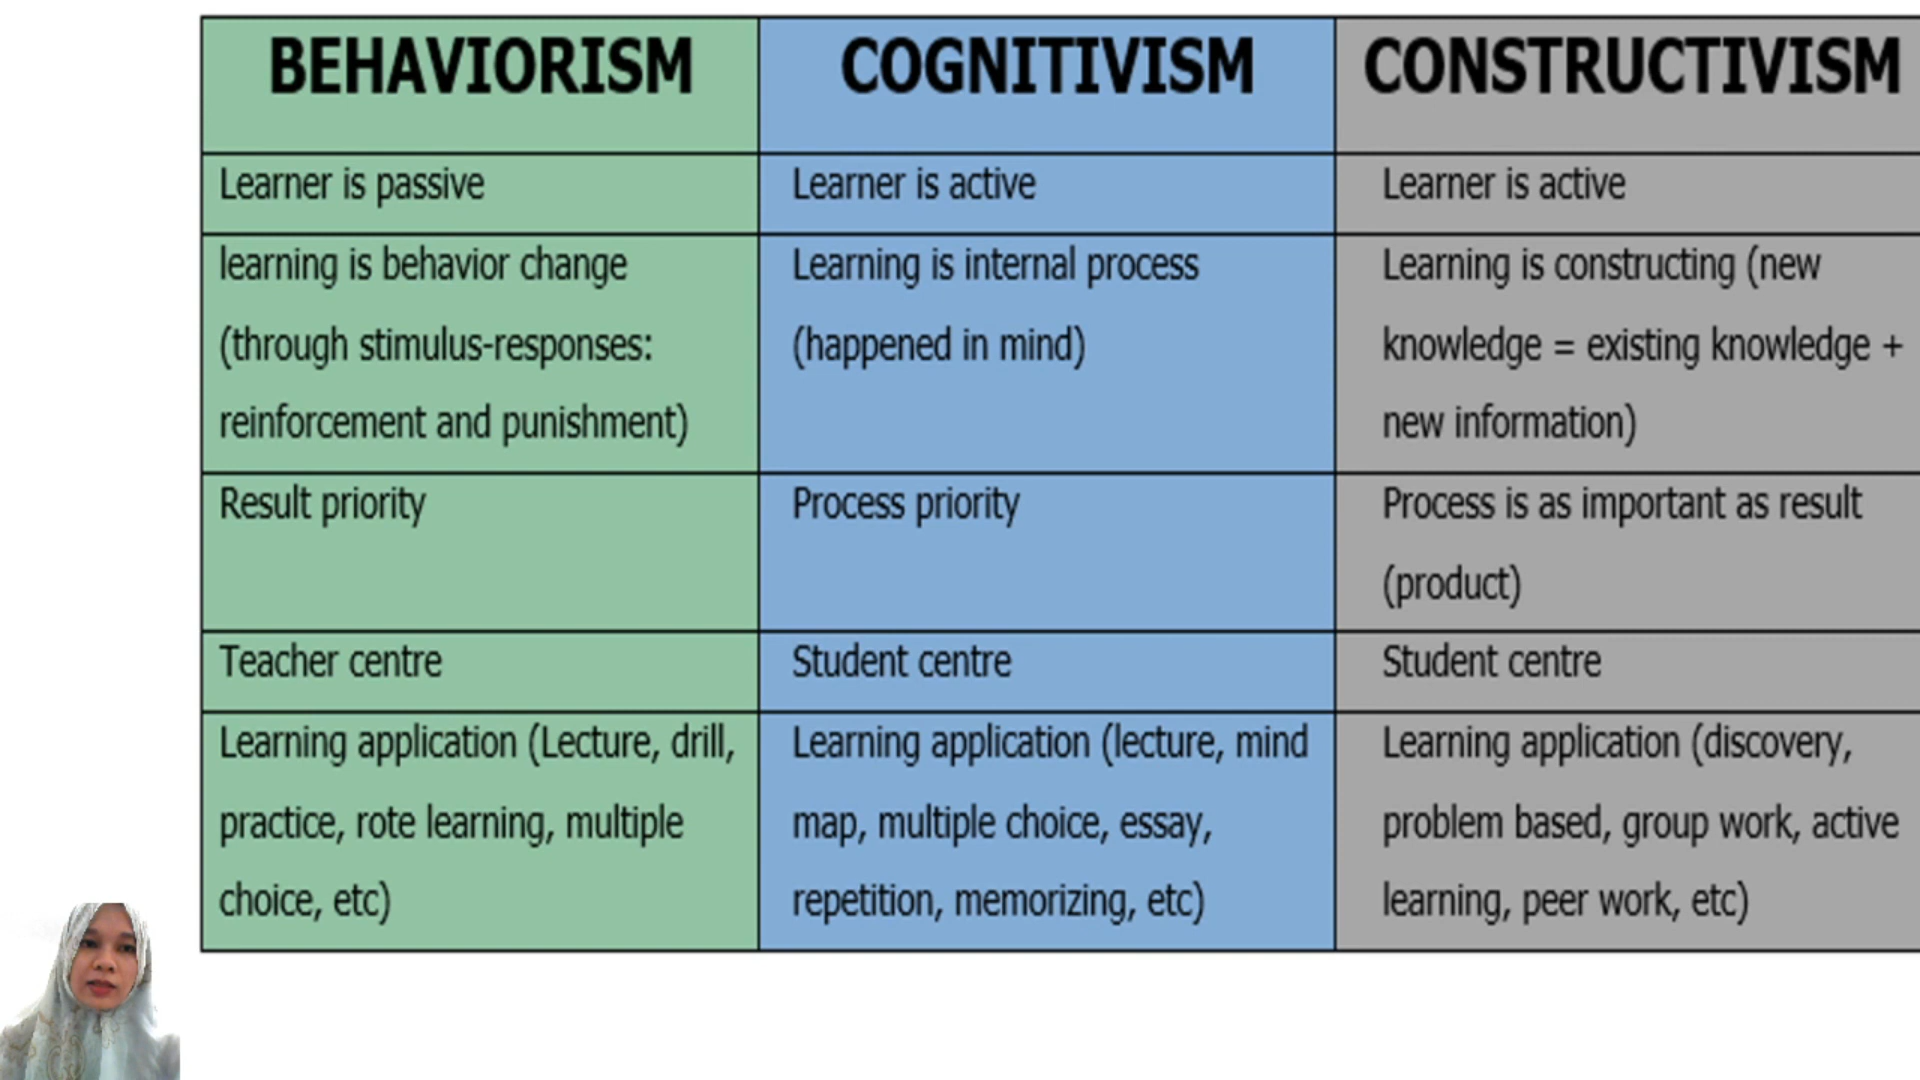 BEHAVIORISM
COGNITIVISM
CONSTRUCTIVISM
Learner is passive
Learner is active
Learner is active
learning is behavior change
(through stimulus-responses:
reinforcement and punishment)
Learning is internal process
(happened in mind)
Learning is constructing (new
knowledge = existing knowledge +
new information)
Result priority
Process priority
Process is as important as result
(product)
Teacher centre
Student centre
Student centre
Learning application (Lecture, drill,
practice, rote learning, multiple
choice, etc)
Learning application (lecture, mind
map, multiple choice, essay,
repetition, memorizing, etc)
Learning application (discovery,
problem based, group work, active
learning, peer work, etc)